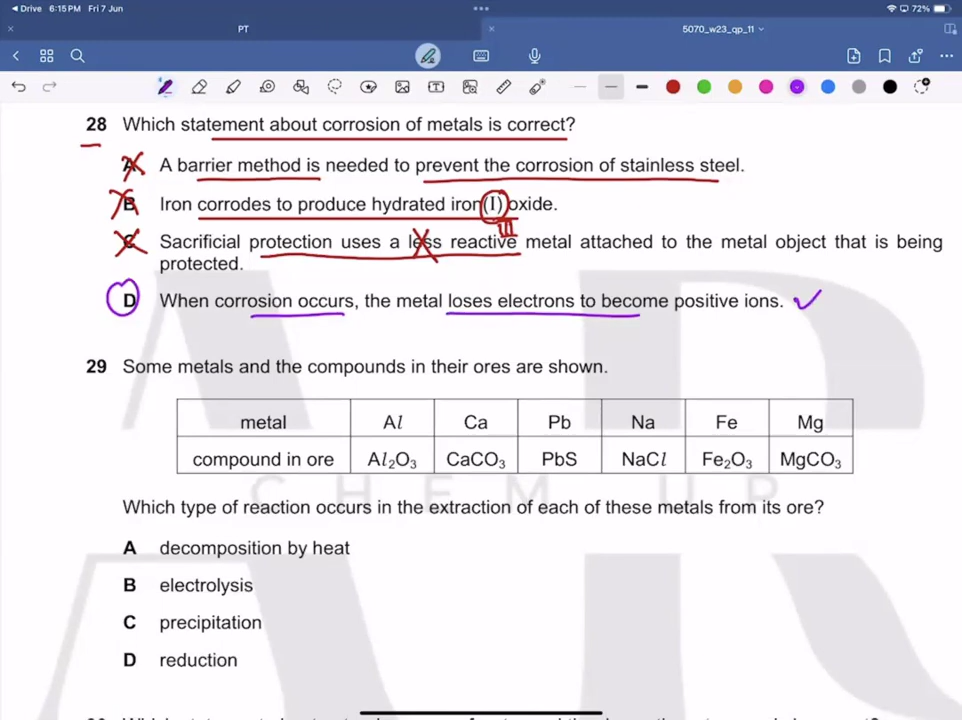 Drive 6:15 PM Fri 7 Jun 72%
PT 5070_w23_qp_11
28 Which statement about corrosion of metals is correct?
A A barrier method is needed to prevent the corrosion of stainless steel.
B Iron corrodes to produce hydrated iron(I) oxide.
III
C Sacrificial protection uses a less reactive metal attached to the metal object that is being
protected.
D When corrosion occurs, the metal loses electrons to become positive ions.
29 Some metals and the compounds in their ores are shown.
metal Al Ca Pb Na Fe Mg
compound in ore Al₂O₃ CaCO₃ PbS NaCl Fe₂O₃ MgCO₃
CHEM UP
Which type of reaction occurs in the extraction of each of these metals from its ore?
A decomposition by heat
B electrolysis
C precipitation
D reduction